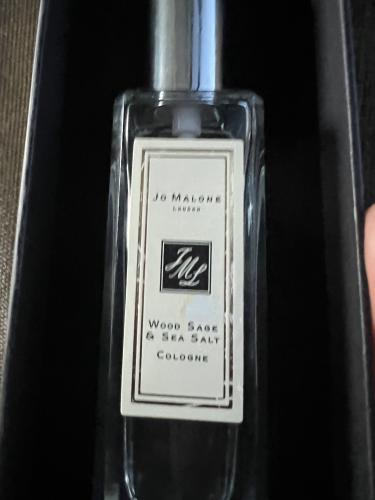 JO MALONE
LONDON
JML
WOOD SAGE
& SEA SALT
COLOGNE